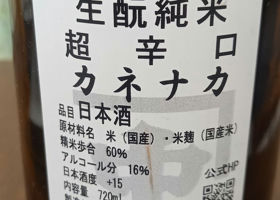 生酛純米
超辛口
カネナカ
品目 日本酒
原材料名 米(国産)・米麹(国産米)
精米歩合 60%
アルコール分 16%
日本酒度 +15
内容量 720ml
公式HP